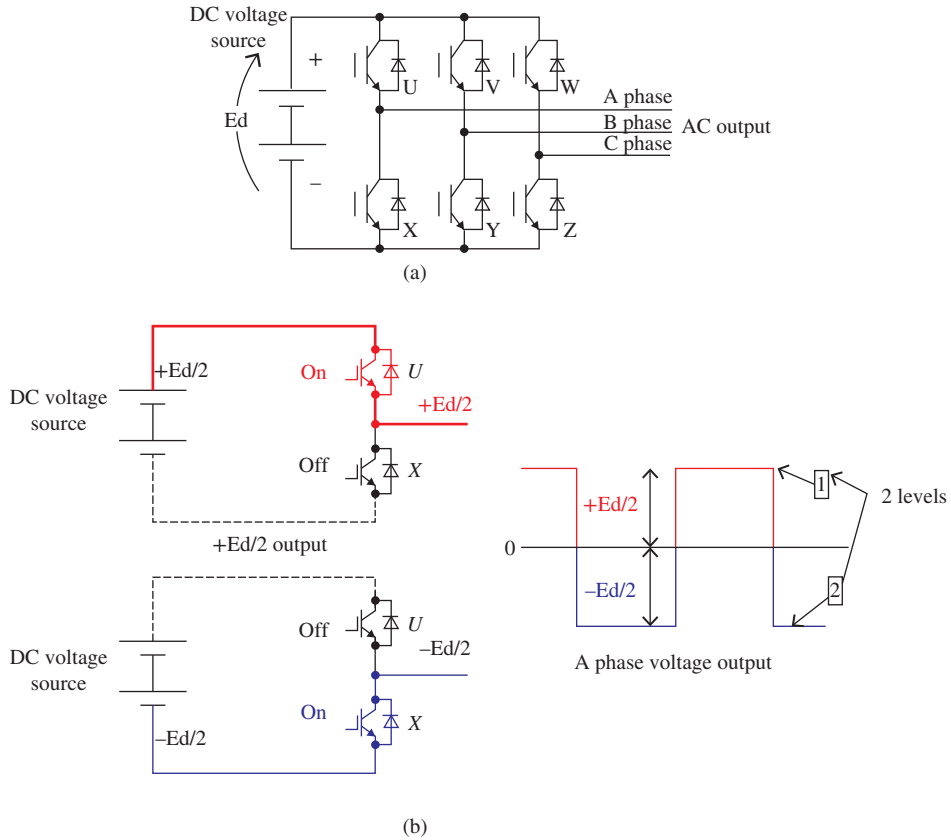 DC voltage
source
+
Ed
−
U
V
W
A phase
B phase
C phase
AC output
X
Y
Z
(a)
+Ed/2
DC voltage
source
On
U
+Ed/2
Off
X
+Ed/2 output
DC voltage
source
Off
U
−Ed/2
On
X
−Ed/2
0
+Ed/2
−Ed/2
1
2
2 levels
A phase voltage output
(b)